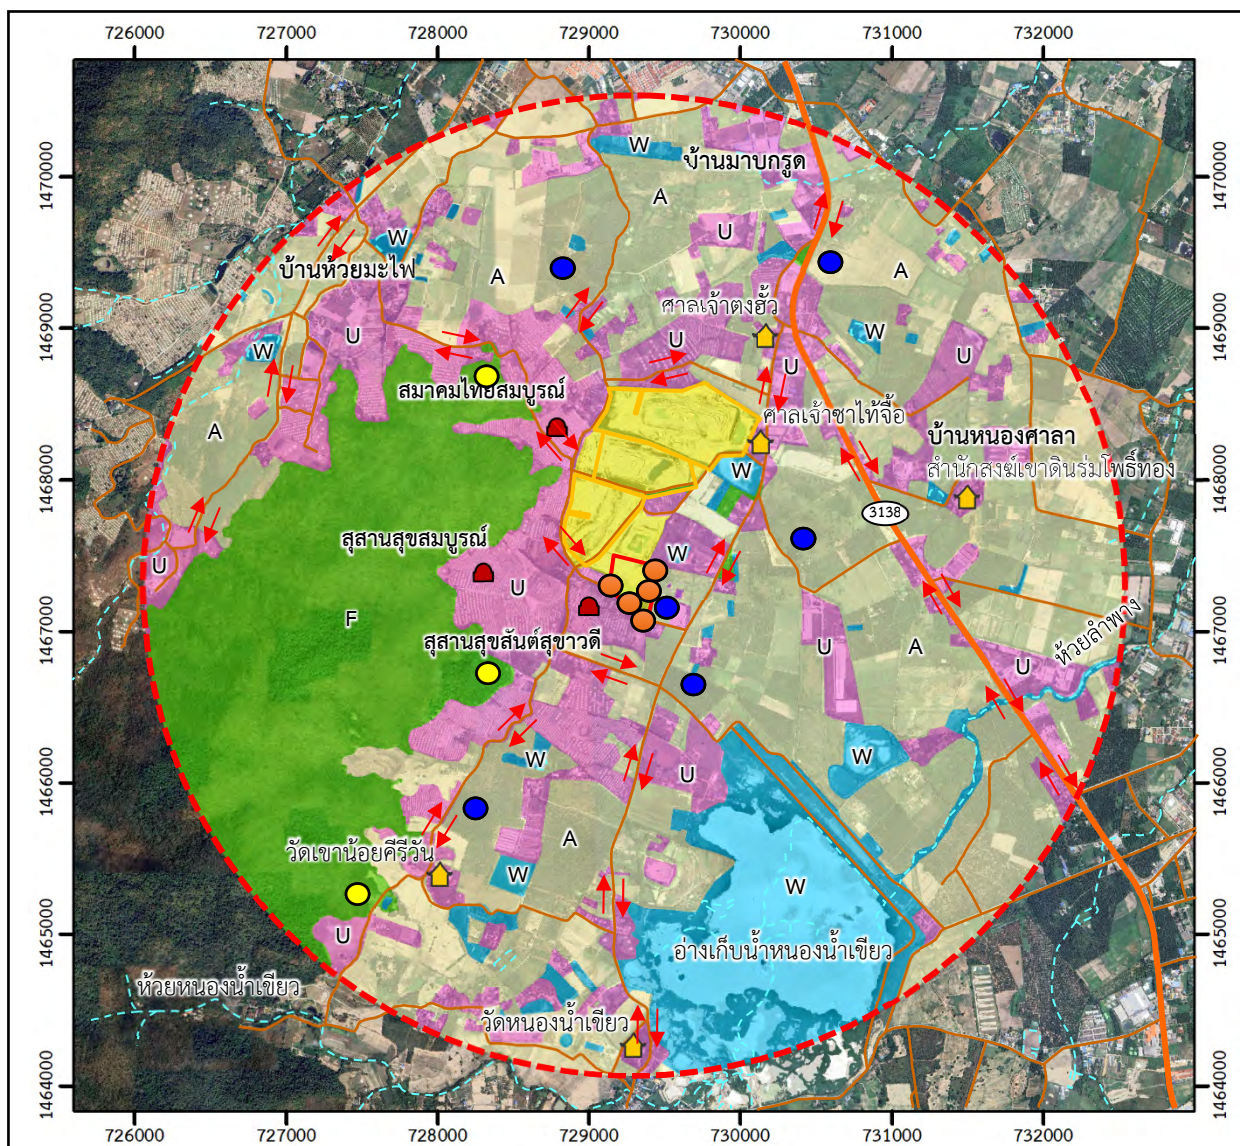 726000 727000 728000 729000 730000 731000 732000
1470000
1469000
1468000
1467000
1466000
1465000
1464000
1470000
1469000
1468000
1467000
1466000
1465000
1464000
W
บ้านมาบกรูด
A
U
W
บ้านห้วยมะไฟ
A
A
ศาลเจ้าตงฮั้ว
U
W
U
W
U
U
สมาคมไทยสมบูรณ์
ศาลเจ้าซาไท้จื้อ
A
บ้านหนองศาลา
W
สำนักสงฆ์เขาดินร่มโพธิ์ทอง
3138
สุสานสุขสมบูรณ์
W
U
U
F
ห้วยลำพาง
สุสานสุขสันต์สุขาวดี
U
A
U
W
W
U
A
วัดเขาน้อยคีรีวัน
W
W
U
อ่างเก็บน้ำหนองน้ำเขียว
ห้วยหนองน้ำเขียว
วัดหนองน้ำเขียว
726000 727000 728000 729000 730000 731000 732000